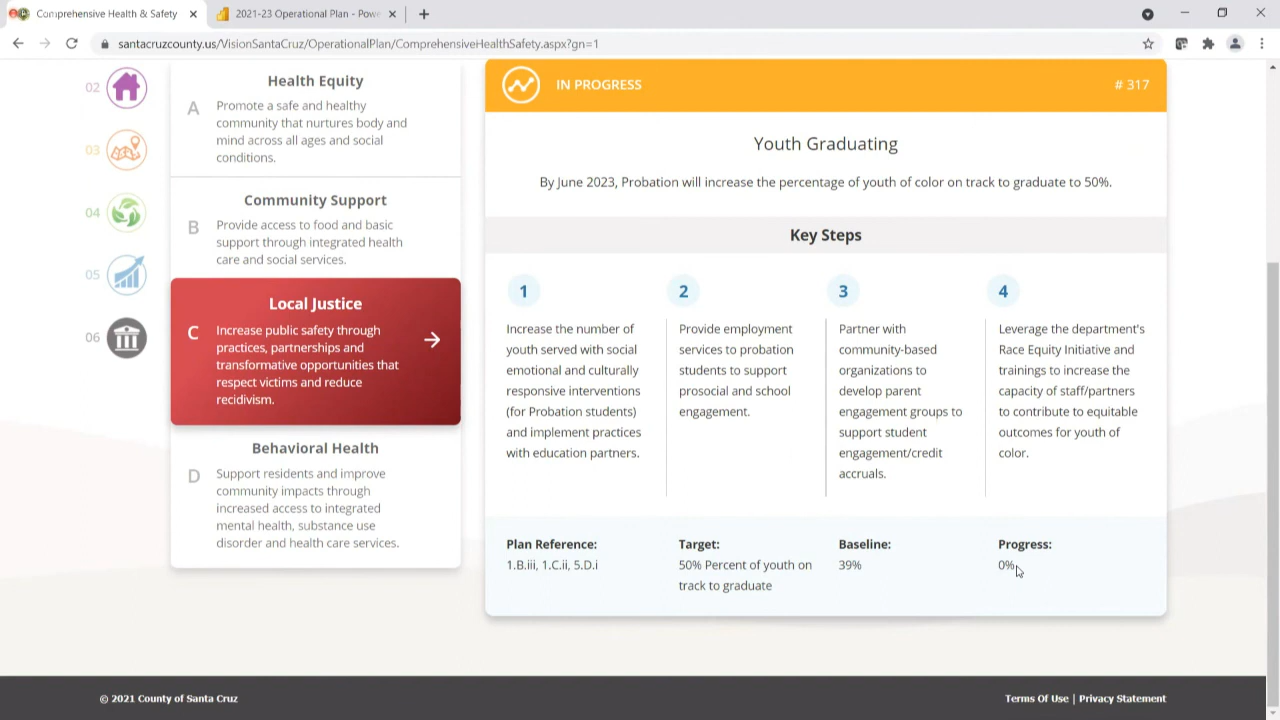 Comprehensive Health & Safety
2021-23 Operational Plan - Powe
santacruzcounty.us/VisionSantaCruz/OperationalPlan/ComprehensiveHealthSafety.aspx?gn=1
02
03
04
05
06
Health Equity
A
Promote a safe and healthy
community that nurtures body and
mind across all ages and social
conditions.
Community Support
B
Provide access to food and basic
support through integrated health
care and social services.
Local Justice
C
Increase public safety through
practices, partnerships and
transformative opportunities that
respect victims and reduce
recidivism.
Behavioral Health
D
Support residents and improve
community impacts through
increased access to integrated
mental health, substance use
disorder and health care services.
IN PROGRESS
# 317
Youth Graduating
By June 2023, Probation will increase the percentage of youth of color on track to graduate to 50%.
Key Steps
1
Increase the number of
youth served with social
emotional and culturally
responsive interventions
(for Probation students)
and implement practices
with education partners.
2
Provide employment
services to probation
students to support
prosocial and school
engagement.
3
Partner with
community-based
organizations to
develop parent
engagement groups to
support student
engagement/credit
accruals.
4
Leverage the department's
Race Equity Initiative and
trainings to increase the
capacity of staff/partners
to contribute to equitable
outcomes for youth of
color.
Plan Reference:
1.B.iii, 1.C.ii, 5.D.i
Target:
50% Percent of youth on
track to graduate
Baseline:
39%
Progress:
0%
© 2021 County of Santa Cruz
Terms Of Use | Privacy Statement